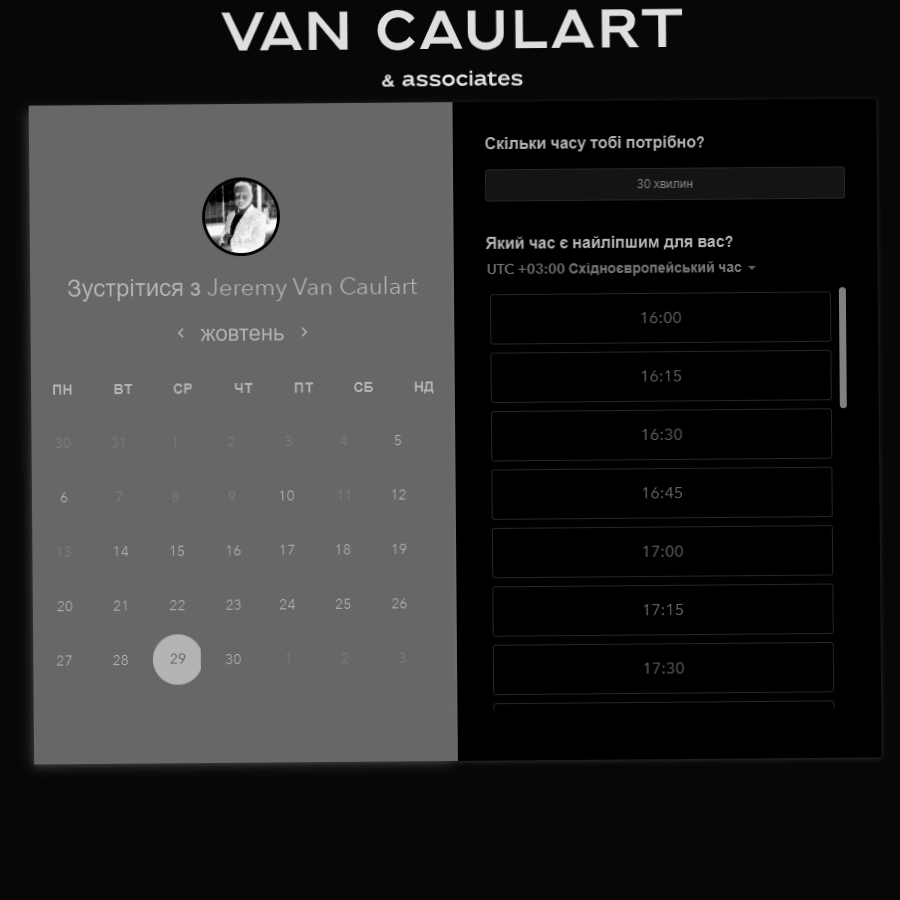 VAN CAULART
& associates
Зустрітися з Jeremy Van Caulart
жовтень
ПН ВТ СР ЧТ ПТ СБ НД
30 31 1 2 3 4 5
6 7 8 9 10 11 12
13 14 15 16 17 18 19
20 21 22 23 24 25 26
27 28 29 30 1 2 3
Скільки часу тобі потрібно?
30 хвилин
Який час є найліпшим для вас?
UTC +03:00 Східноєвропейський час
16:00
16:15
16:30
16:45
17:00
17:15
17:30